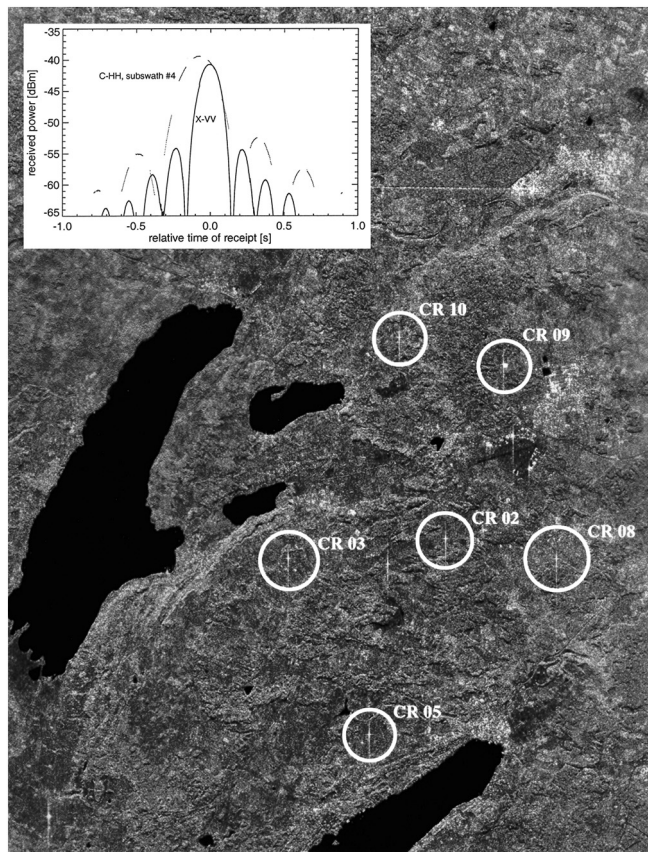 -35
-40
C-HH, subswath #4
-45
X-VV
-50
-55
-60
-65
received power [dBm]
-1.0 -0.5 0.0 0.5 1.0
relative time of receipt [s]
CR 10
CR 09
CR 02
CR 08
CR 03
CR 05